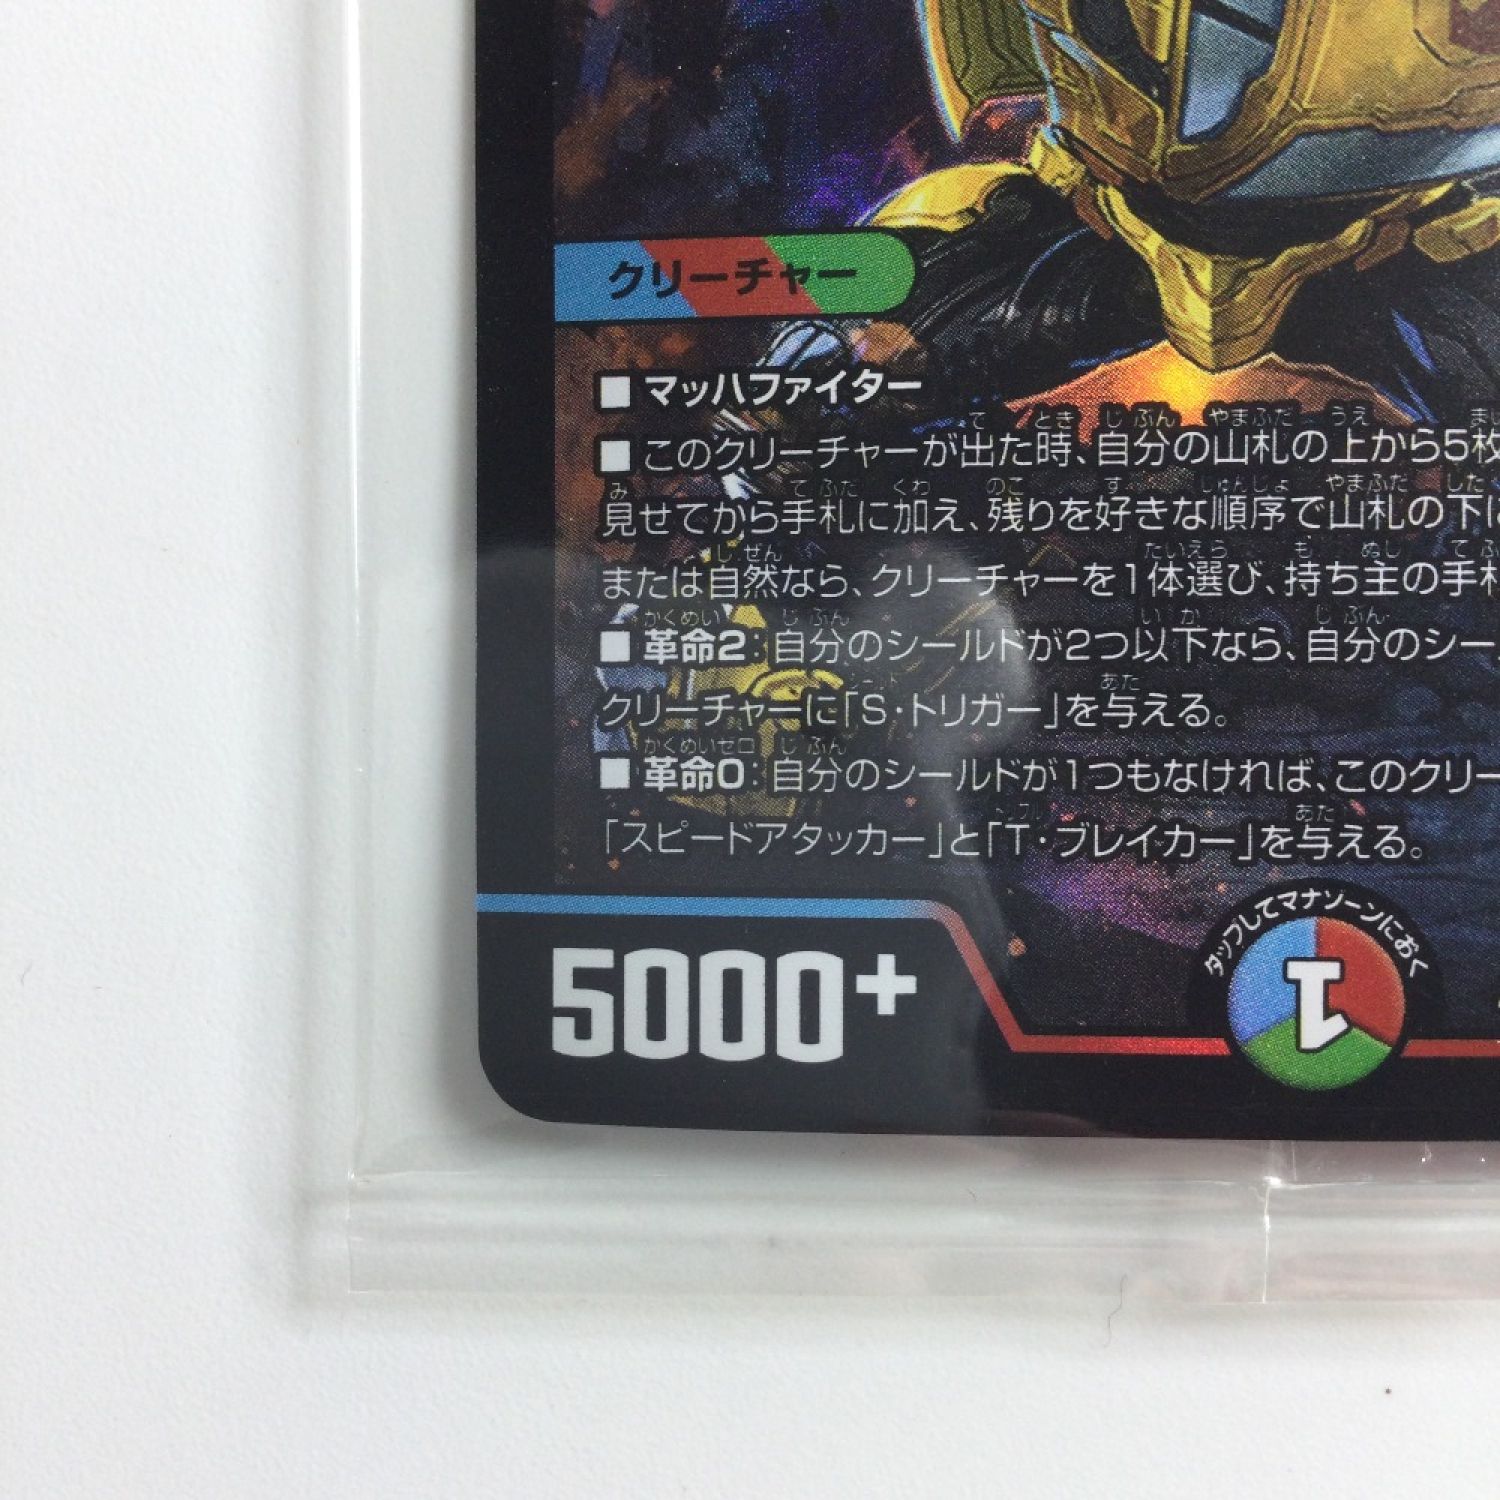 クリーチャー
■マッハファイター
■このクリーチャーが出た時、自分の山札の上から5枚
見せてから手札に加え、残りを好きな順序で山札の下に
または自然なら、クリーチャーを1体選び、持ち主の手札
■革命2:自分のシールドが2つ以下なら、自分のシー
クリーチャーに「S・トリガー」を与える。
■革命0:自分のシールドが1つもなければ、このクリー
「スピードアタッカー」と「T・ブレイカー」を与える。
タップしてマナゾーンにおく
5000+
1